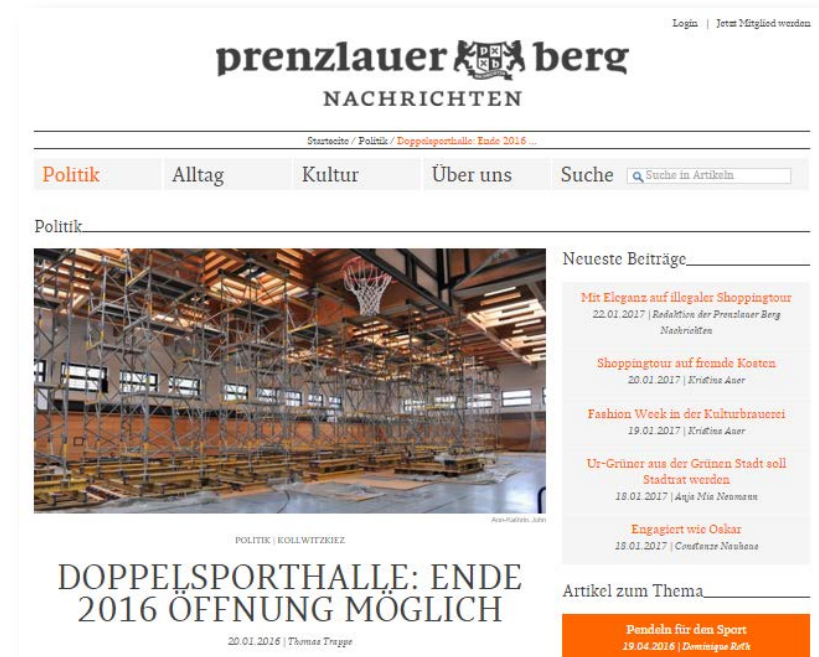 Login | Jetzt Mitglied werden
prenzlauer berg
NACHRICHTEN
Startseite / Politik / Doppelsporthalle: Ende 2016 ...
Politik
Alltag
Kultur
Über uns
Suche
Suche in Artikeln
Politik
Ann-Kathrin John
POLITIK | KOLLWITZKIEZ
DOPPELSPORTHALLE: ENDE
2016 ÖFFNUNG MÖGLICH
20.01.2016 | Thomas Trappe
Neueste Beiträge
Mit Eleganz auf illegaler Shoppingtour
22.01.2017 | Redaktion der Prenzlauer Berg
Nachrichten
Shoppingtour auf fremde Kosten
20.01.2017 | Kristina Auer
Fashion Week in der Kulturbrauerei
19.01.2017 | Kristina Auer
Ur-Grüner aus der Grünen Stadt soll
Stadtrat werden
18.01.2017 | Anja Mia Neumann
Engagiert wie Oskar
18.01.2017 | Constanze Nauhaus
Artikel zum Thema
Pendeln für den Sport
19.04.2016 | Dominique Roth